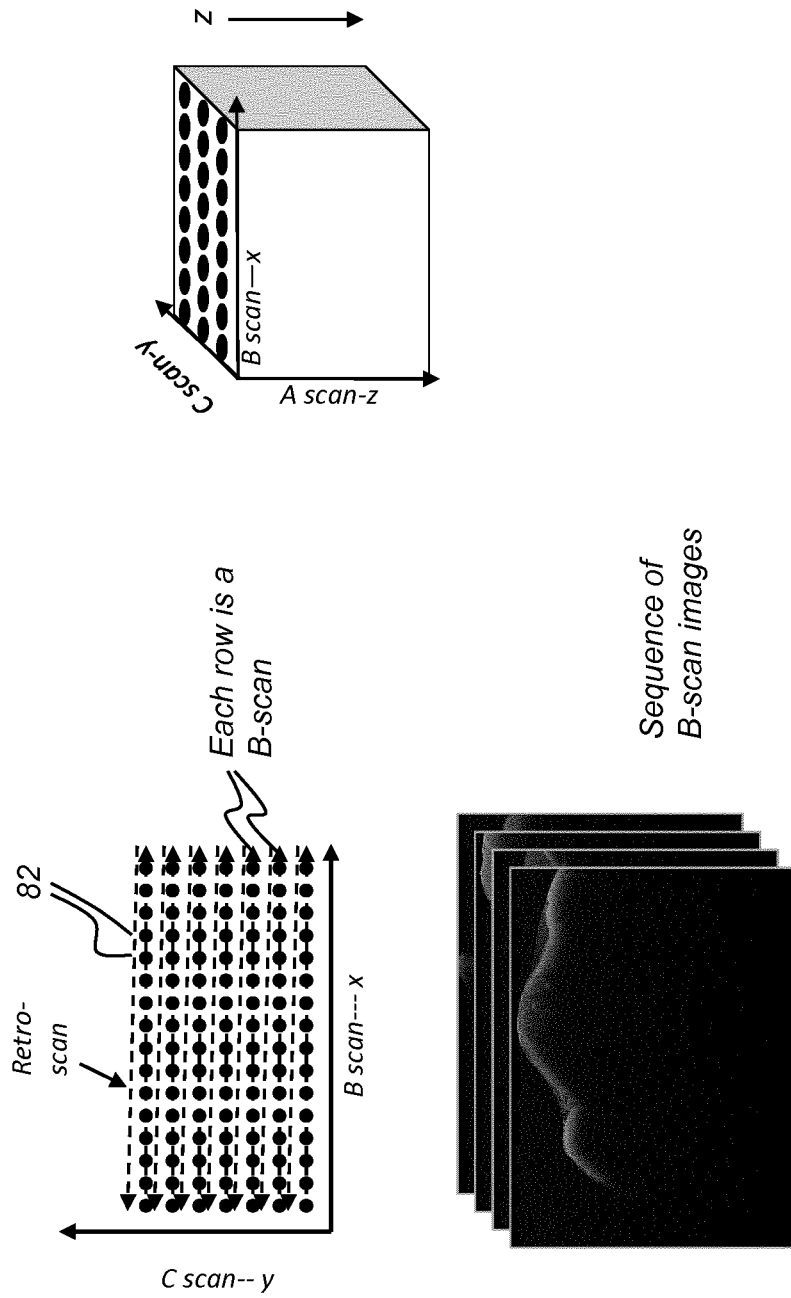 82
Retro-
scan
Each row is a
B-scan
C scan-- y
B scan--- x
Sequence of
B-scan images
z
C scan-y
B scan—x
A scan-z